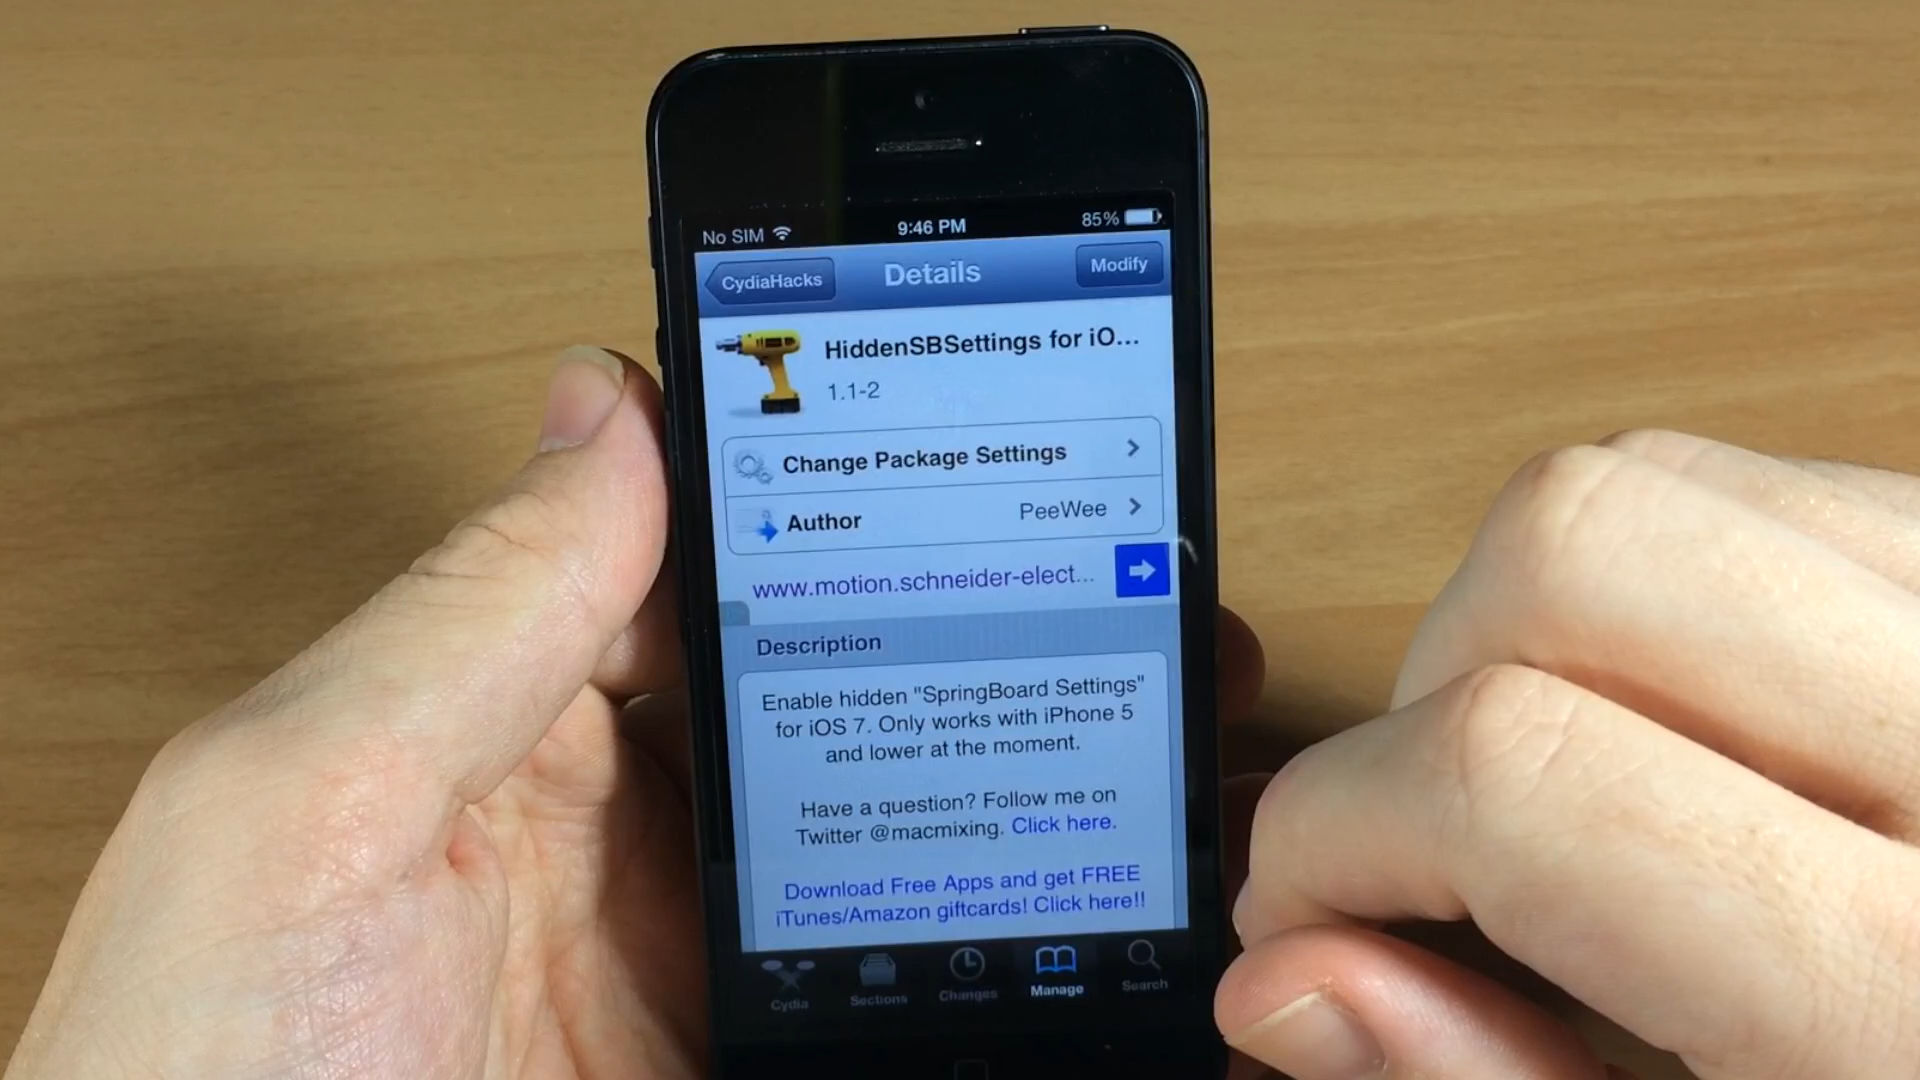 No SIM 9:46 PM 85%
CydiaHacks Details Modify
HiddenSBSettings for iO...
1.1-2
Change Package Settings
Author PeeWee
www.motion.schneider-elect...
Description
Enable hidden "SpringBoard Settings"
for iOS 7. Only works with iPhone 5
and lower at the moment.
Have a question? Follow me on
Twitter @macmixing. Click here.
Download Free Apps and get FREE
iTunes/Amazon giftcards! Click here!!
Cydia Sections Changes Manage Search